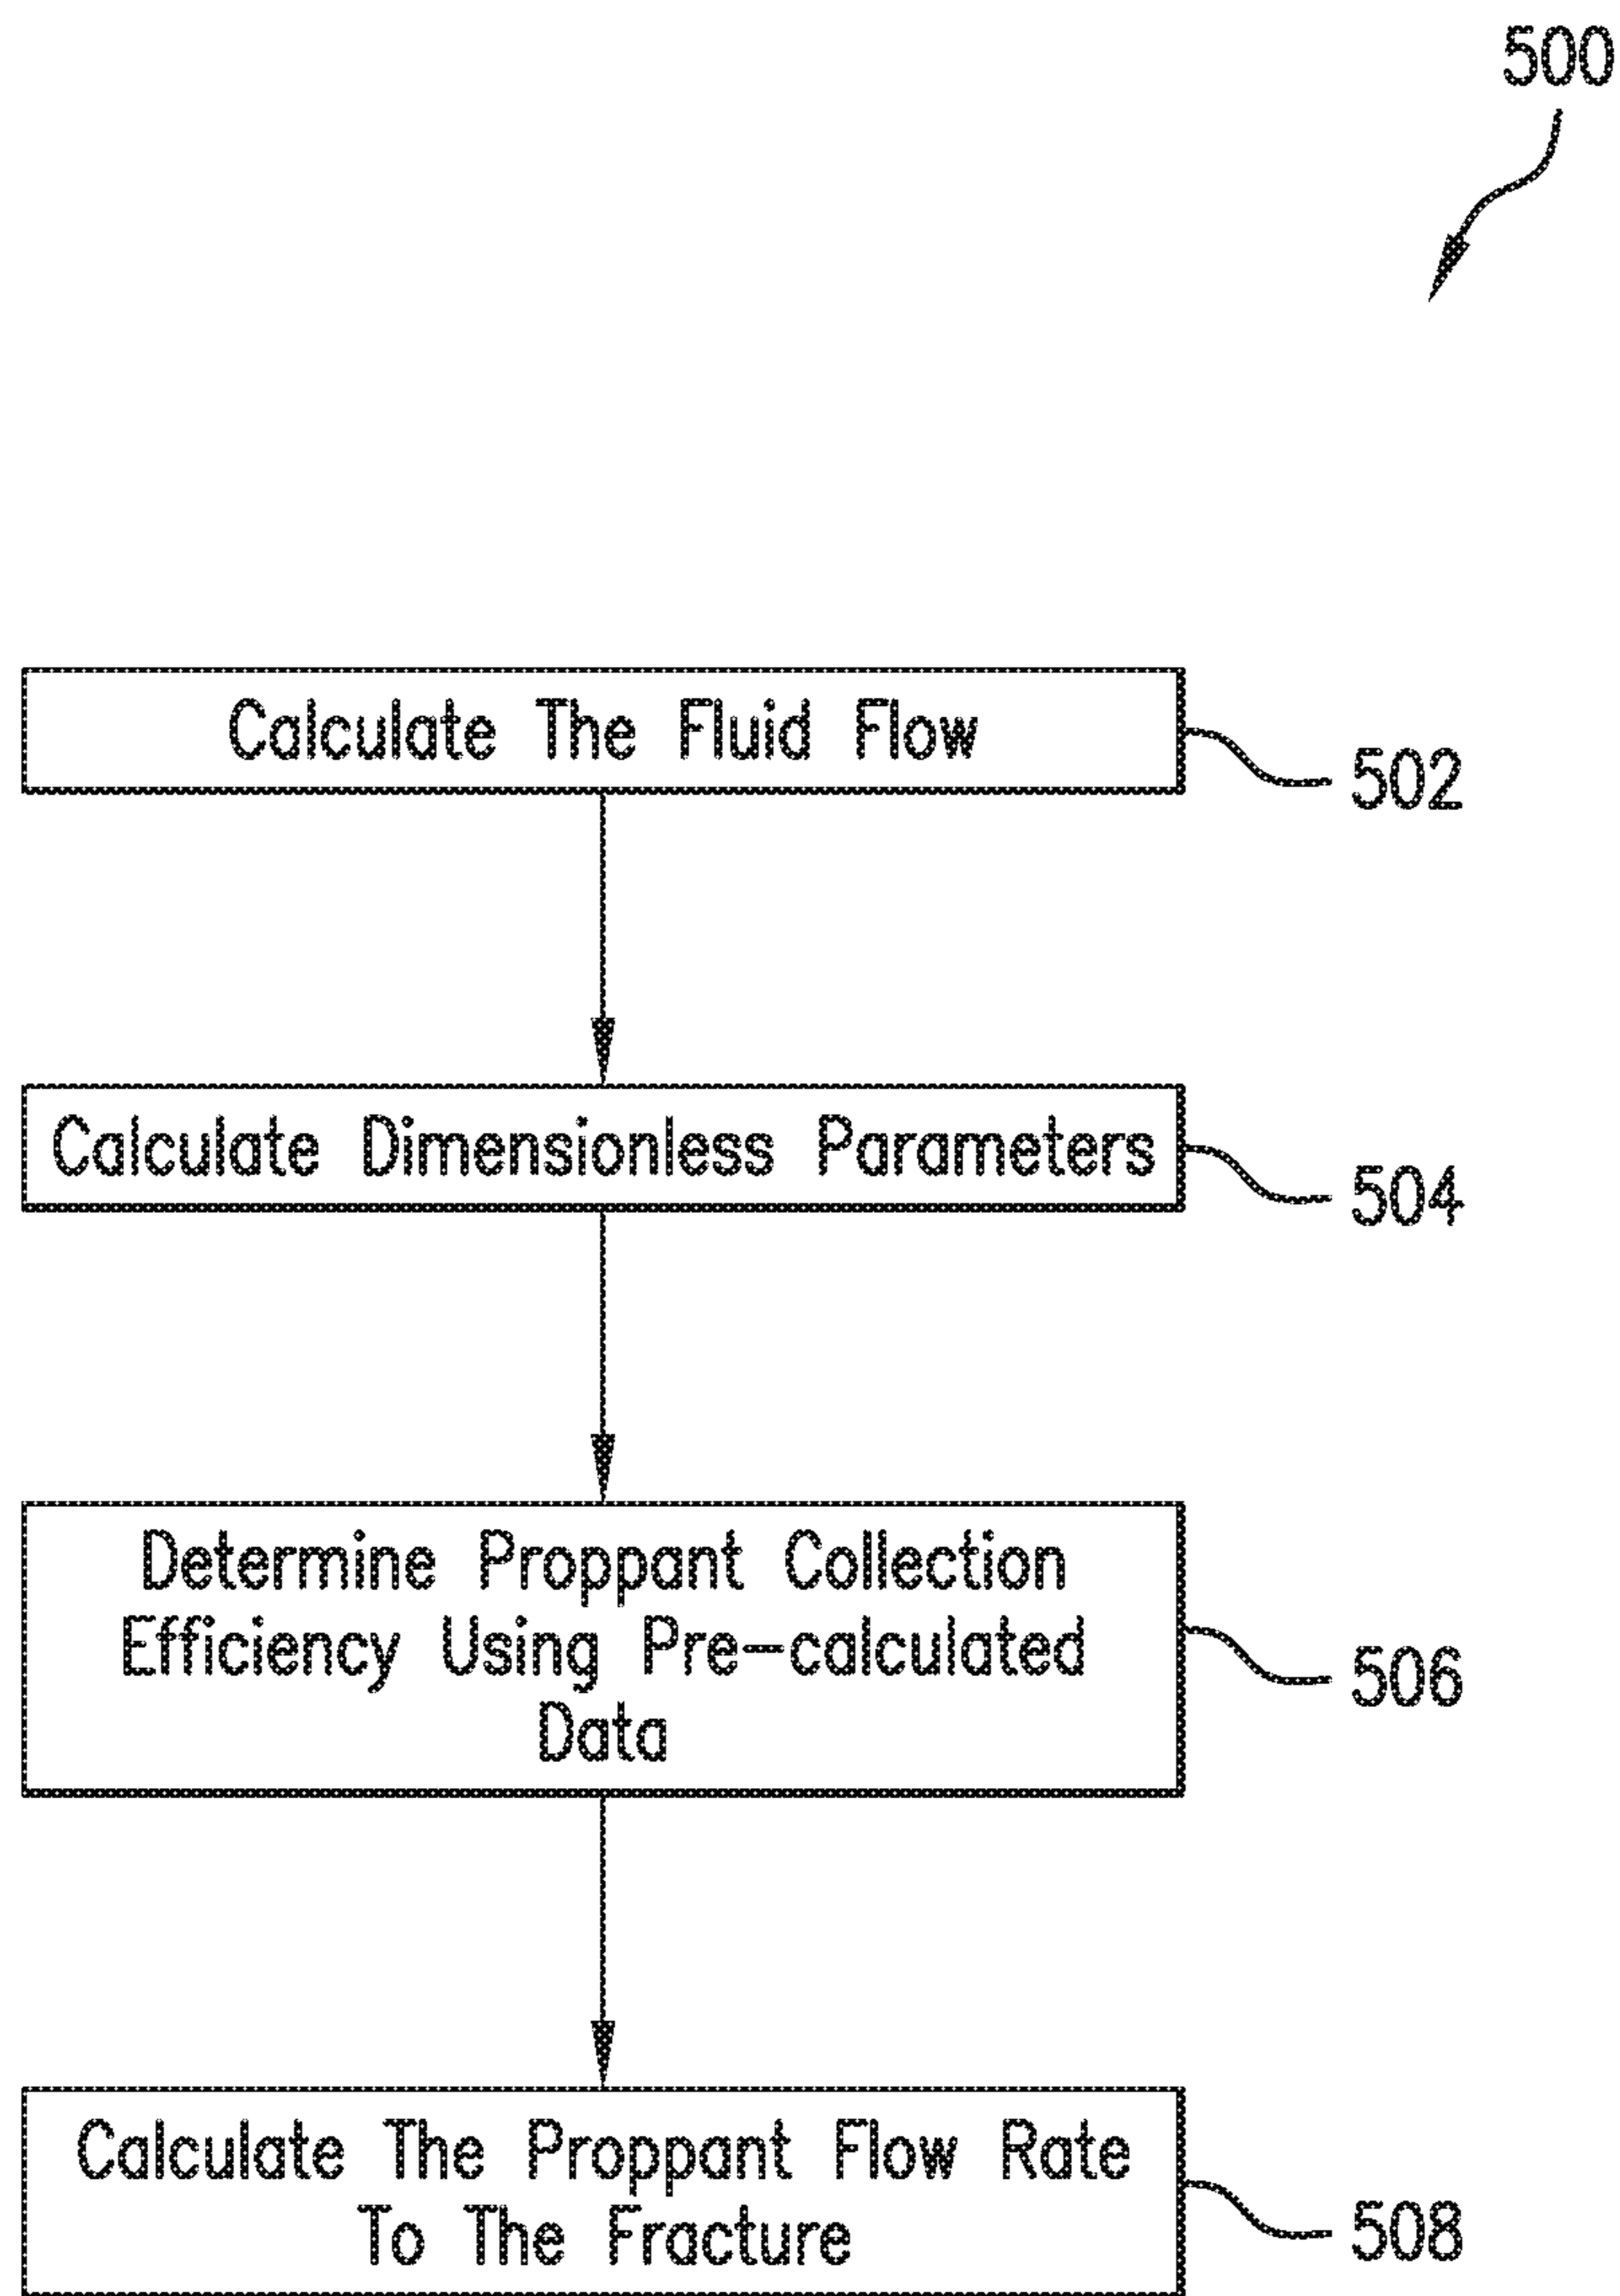 500
Calculate The Fluid Flow
502
Calculate Dimensionless Parameters
504
Determine Proppant Collection
Efficiency Using Pre-calculated
Data
506
Calculate The Proppant Flow Rate
To The Fracture
508